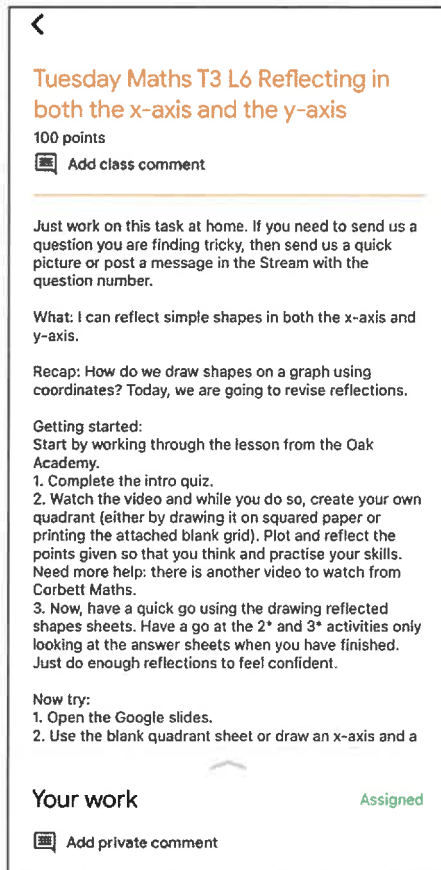 Tuesday Maths T3 L6 Reflecting in
both the x-axis and the y-axis
100 points
Add class comment
Just work on this task at home. If you need to send us a
question you are finding tricky, then send us a quick
picture or post a message in the Stream with the
question number.
What: I can reflect simple shapes in both the x-axis and
y-axis.
Recap: How do we draw shapes on a graph using
coordinates? Today, we are going to revise reflections.
Getting started:
Start by working through the lesson from the Oak
Academy.
1. Complete the intro quiz.
2. Watch the video and while you do so, create your own
quadrant (either by drawing it on squared paper or
printing the attached blank grid). Plot and reflect the
points given so that you think and practise your skills.
Need more help: there is another video to watch from
Corbett Maths.
3. Now, have a quick go using the drawing reflected
shapes sheets. Have a go at the 2* and 3* activities only
looking at the answer sheets when you have finished.
Just do enough reflections to feel confident.
Now try:
1. Open the Google slides.
2. Use the blank quadrant sheet or draw an x-axis and a
Your work
Assigned
Add private comment